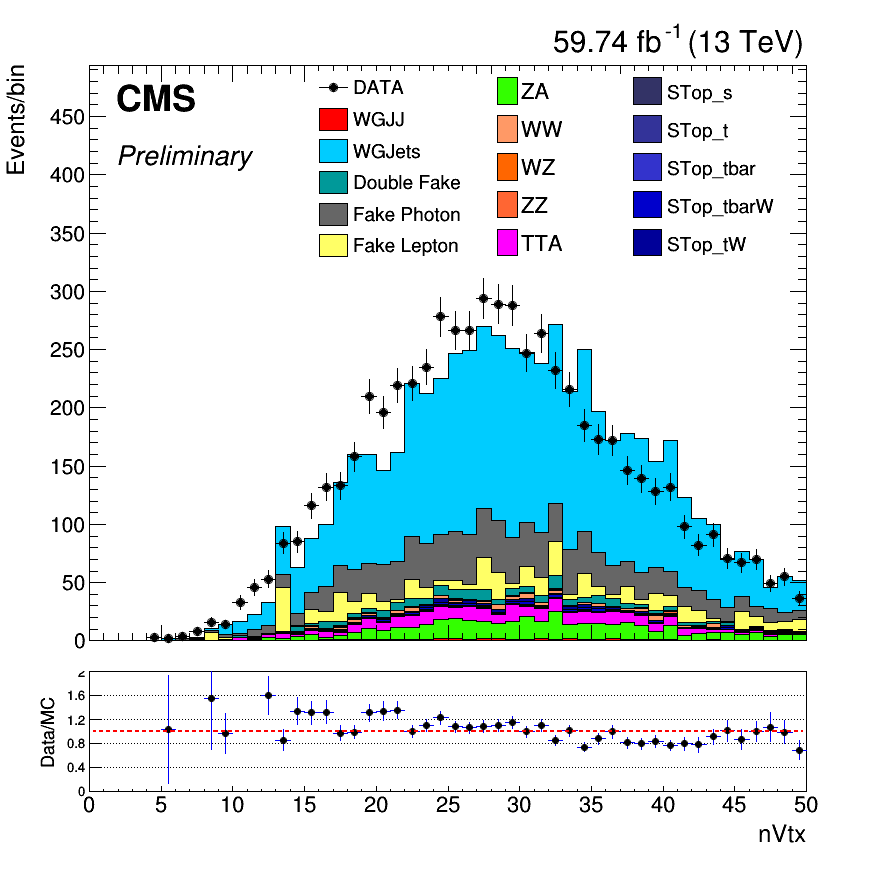 59.74 fb-1 (13 TeV)
Events/bin
CMS
Preliminary
DATA
WGJJ
WGJets
Double Fake
Fake Photon
Fake Lepton
ZA
WW
WZ
ZZ
TTA
STop_s
STop_t
STop_tbar
STop_tbarW
STop_tW
450
400
350
300
250
200
150
100
50
0
Data/MC
2
1.6
1.2
0.8
0.4
0
0 5 10 15 20 25 30 35 40 45 50
nVtx